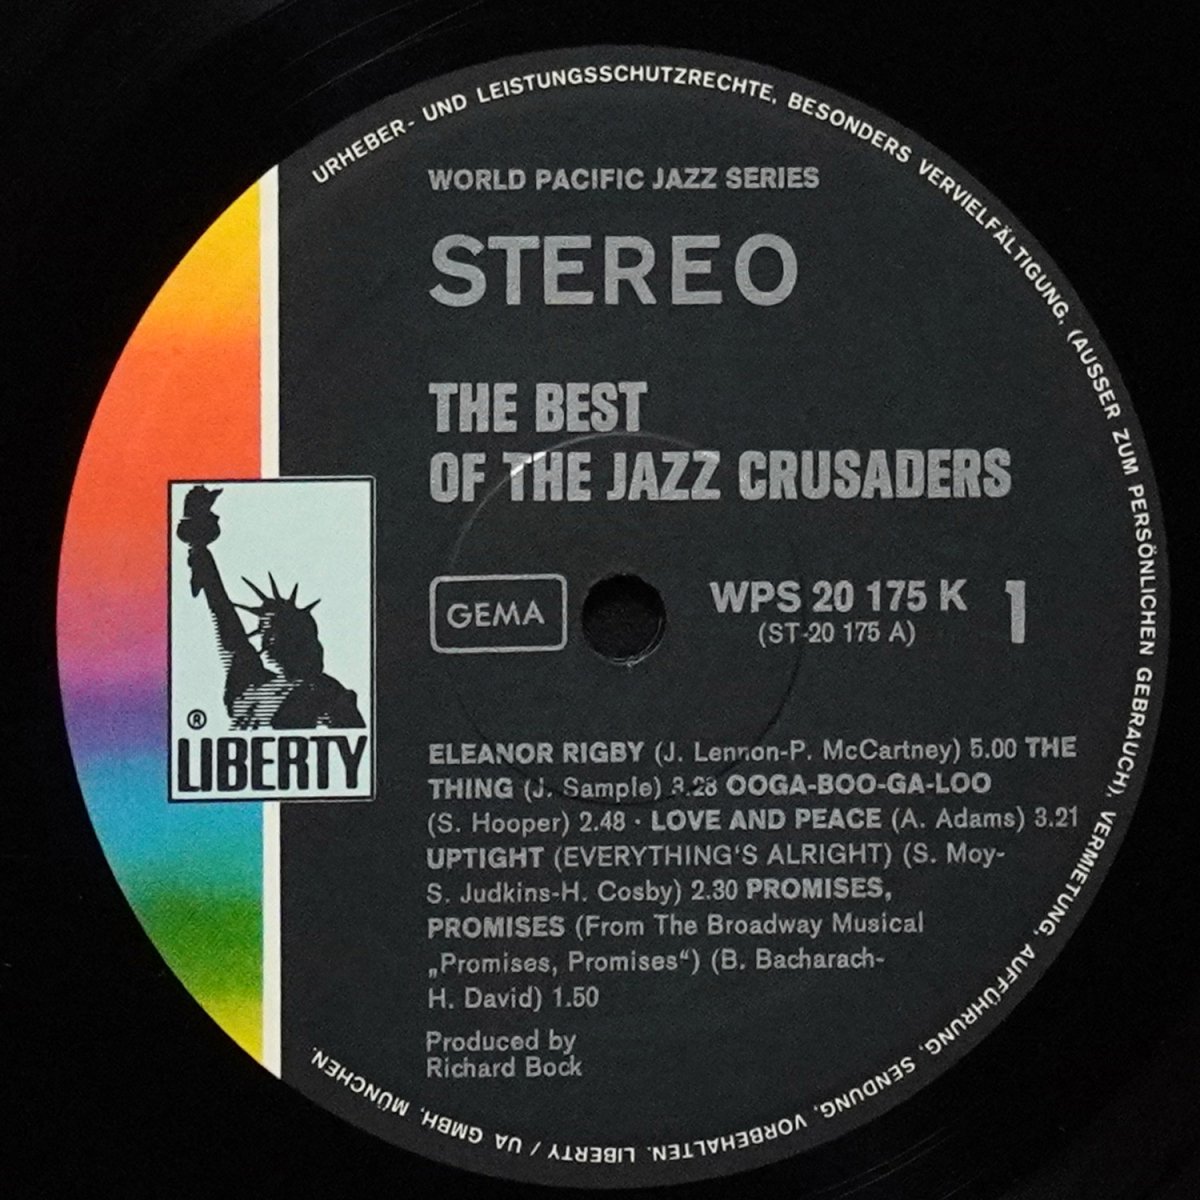 URHEBER- UND LEISTUNGSSCHUTZRECHTE, BESONDERS VERVIELFÄLTIGUNG, (AUSSER ZUM PERSÖNLICHEN GEBRAUCH), VERMIETUNG, AUFFÜHRUNG, SENDUNG, VORBEHALTEN. LIBERTY / UA GMBH, MÜNCHEN.
WORLD PACIFIC JAZZ SERIES
STEREO
THE BEST
OF THE JAZZ CRUSADERS
GEMA
WPS 20 175 K 1
(ST-20 175 A)
®
LIBERTY
ELEANOR RIGBY (J. Lennon-P. McCartney) 5.00 THE
THING (J. Sample) 3.28 OOGA-BOO-GA-LOO
(S. Hooper) 2.48 · LOVE AND PEACE (A. Adams) 3.21
UPTIGHT (EVERYTHING'S ALRIGHT) (S. Moy-
S. Judkins-H. Cosby) 2.30 PROMISES,
PROMISES (From The Broadway Musical
„Promises, Promises“) (B. Bacharach-
H. David) 1.50
Produced by
Richard Bock